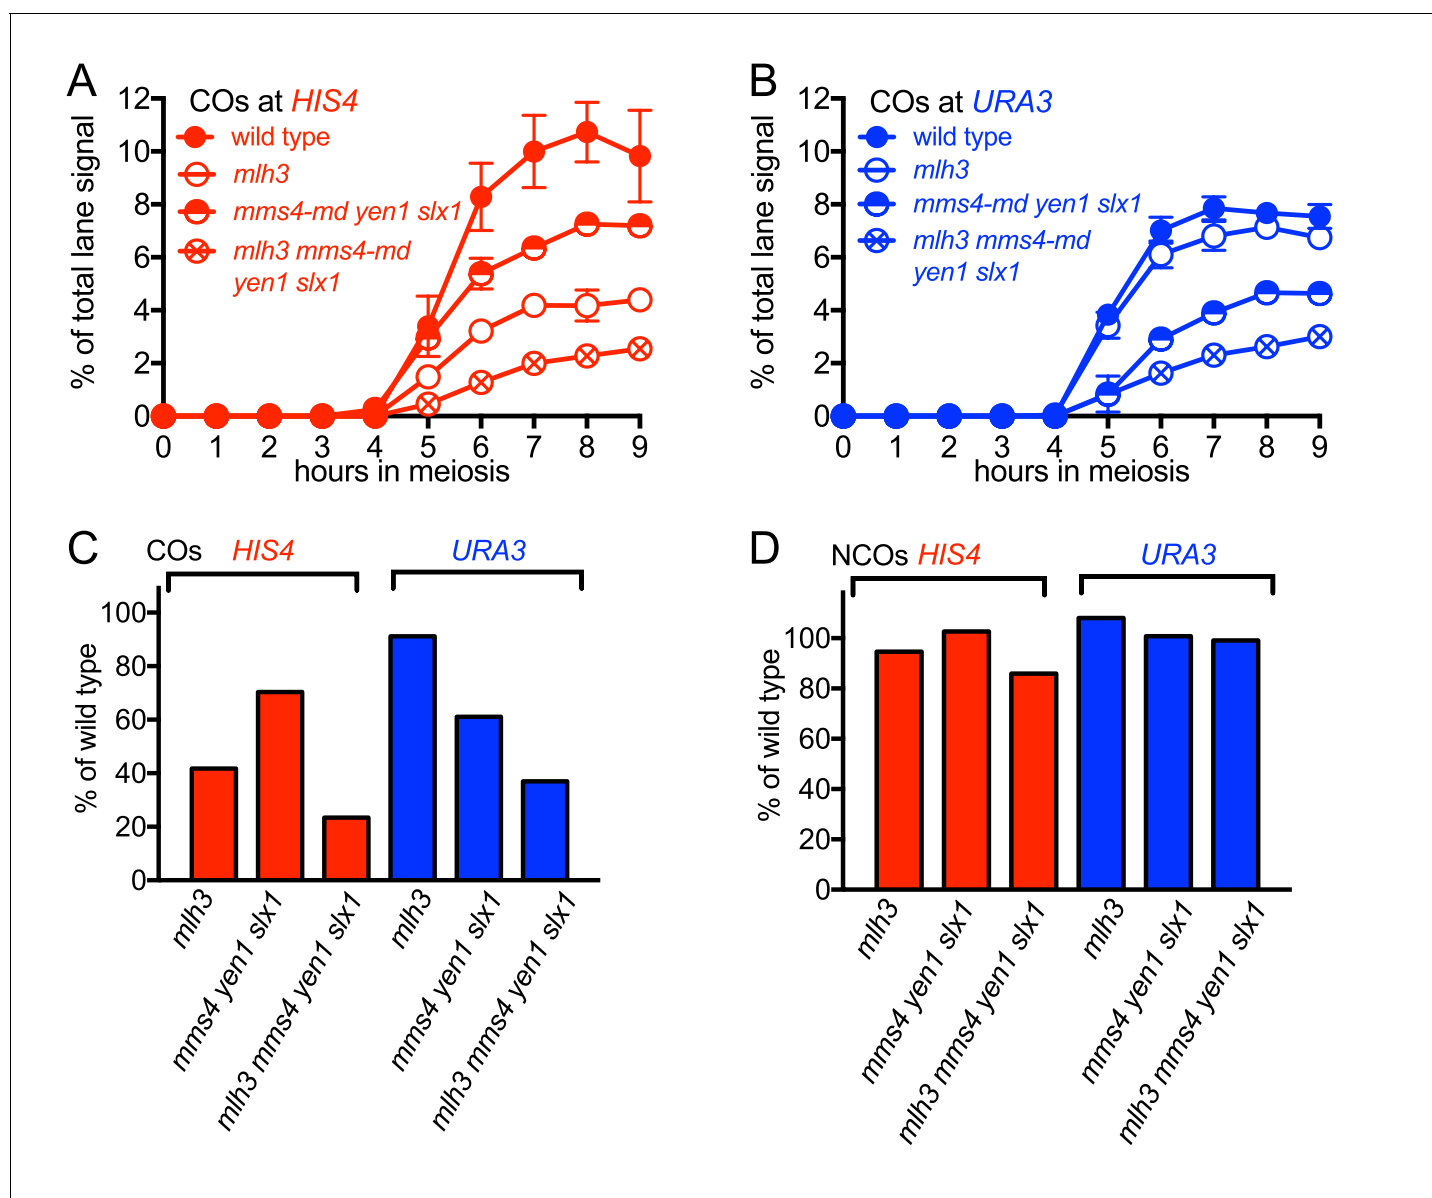 A
COs at HIS4
wild type
mlh3
mms4-md yen1 slx1
mlh3 mms4-md
yen1 slx1
% of total lane signal
12
10
8
6
4
2
0
0 1 2 3 4 5 6 7 8 9
hours in meiosis
B
COs at URA3
wild type
mlh3
mms4-md yen1 slx1
mlh3 mms4-md
yen1 slx1
% of total lane signal
12
10
8
6
4
2
0
0 1 2 3 4 5 6 7 8 9
hours in meiosis
C
COs HIS4 URA3
% of wild type
100
80
60
40
20
0
mlh3
mms4 yen1 slx1
mlh3 mms4 yen1 slx1
mlh3
mms4 yen1 slx1
mlh3 mms4 yen1 slx1
D
NCOs HIS4 URA3
% of wild type
100
80
60
40
20
0
mlh3
mms4 yen1 slx1
mlh3 mms4 yen1 slx1
mlh3
mms4 yen1 slx1
mlh3 mms4 yen1 slx1